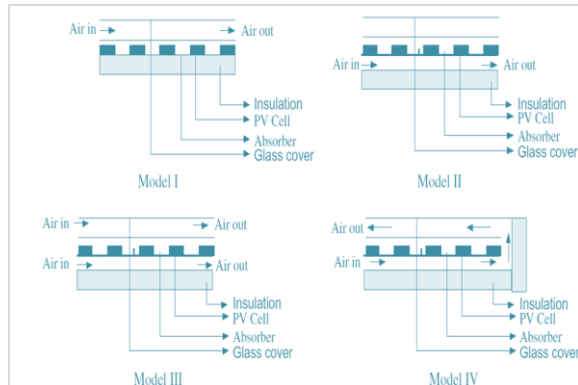 Air in
Air out
Insulation
PV Cell
Absorber
Glass cover
Model I
Air in
Air out
Insulation
PV Cell
Absorber
Glass cover
Model II
Air in
Air out
Air in
Air out
Insulation
PV Cell
Absorber
Glass cover
Model III
Air out
Air in
Insulation
PV Cell
Absorber
Glass cover
Model IV